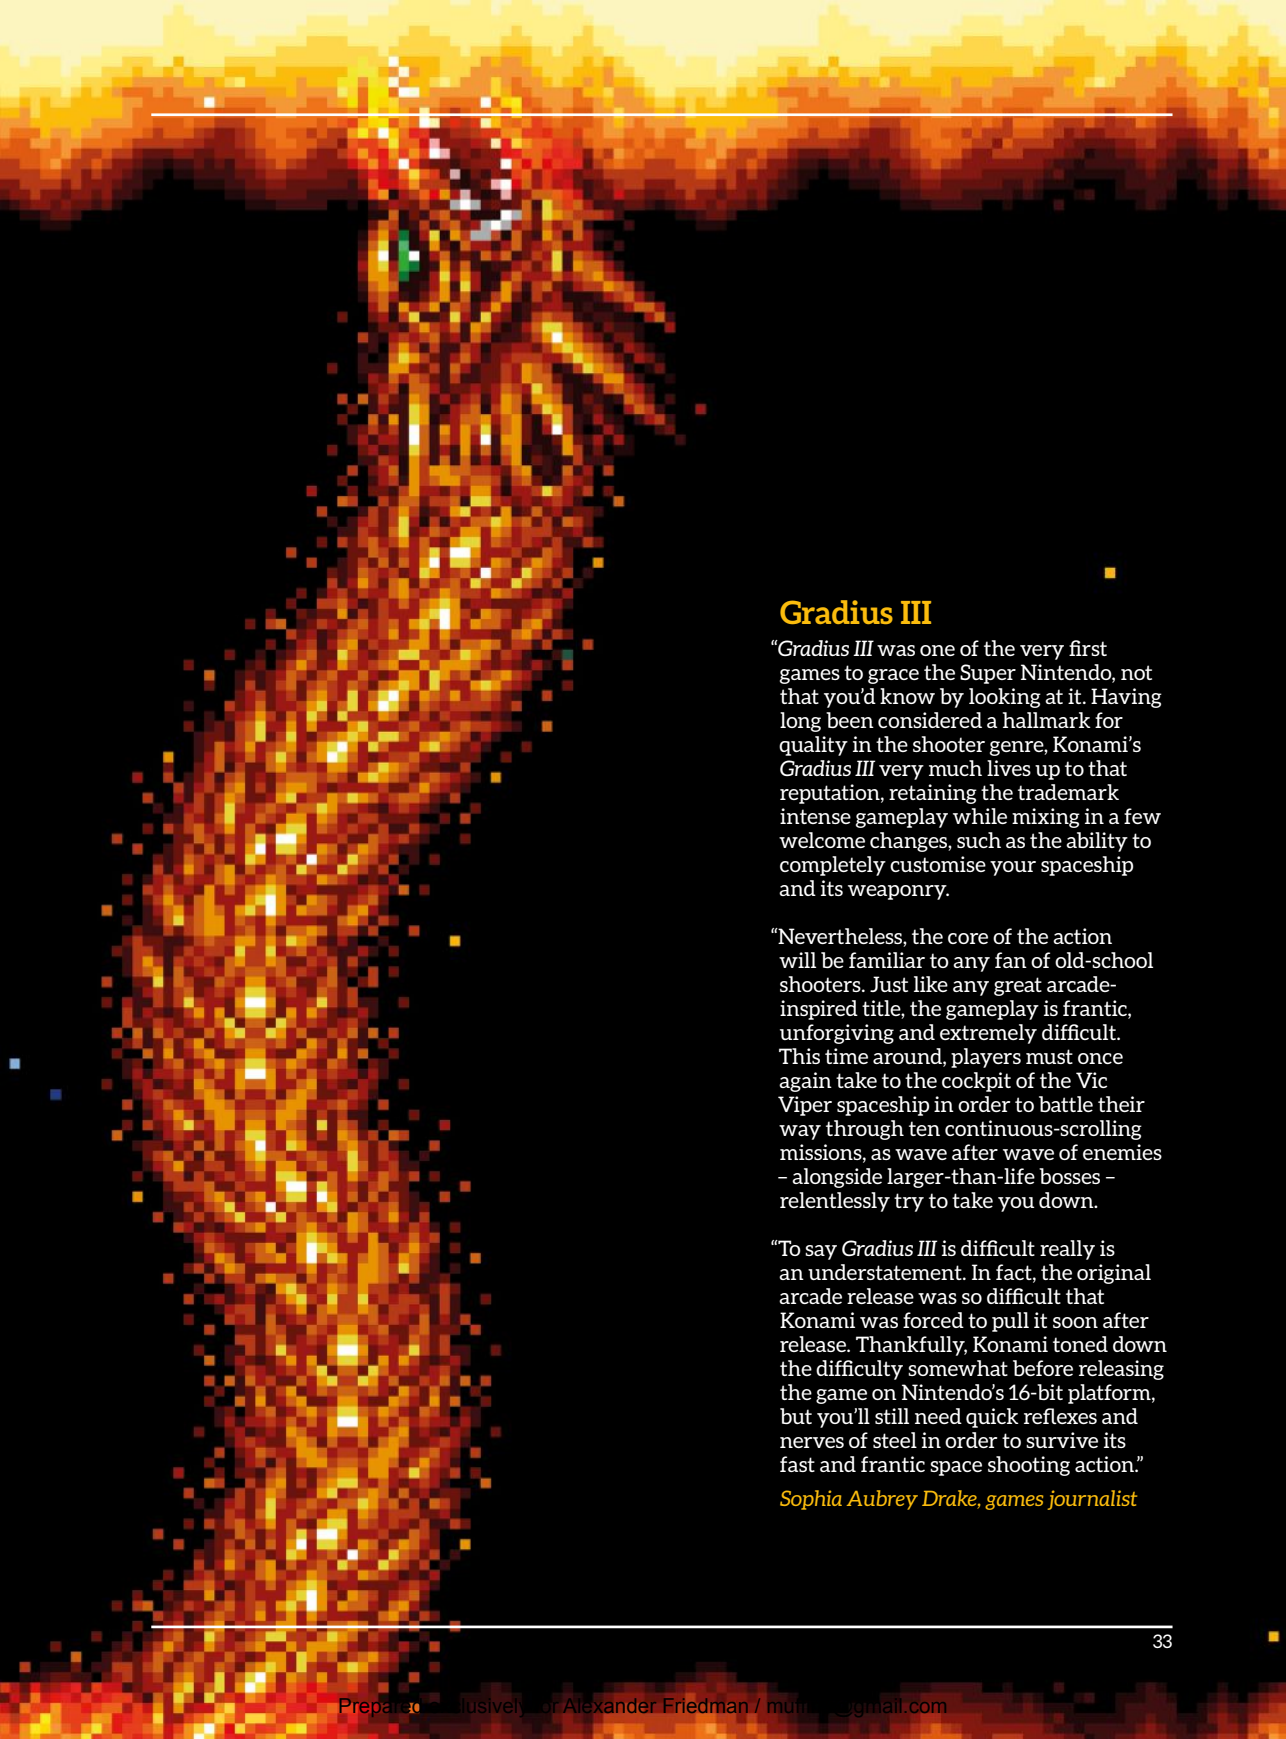 Gradius III
“Gradius III was one of the very first
games to grace the Super Nintendo, not
that you’d know by looking at it. Having
long been considered a hallmark for
quality in the shooter genre, Konami’s
Gradius III very much lives up to that
reputation, retaining the trademark
intense gameplay while mixing in a few
welcome changes, such as the ability to
completely customise your spaceship
and its weaponry.
“Nevertheless, the core of the action
will be familiar to any fan of old-school
shooters. Just like any great arcade-
inspired title, the gameplay is frantic,
unforgiving and extremely difficult.
This time around, players must once
again take to the cockpit of the Vic
Viper spaceship in order to battle their
way through ten continuous-scrolling
missions, as wave after wave of enemies
– alongside larger-than-life bosses –
relentlessly try to take you down.
“To say Gradius III is difficult really is
an understatement. In fact, the original
arcade release was so difficult that
Konami was forced to pull it soon after
release. Thankfully, Konami toned down
the difficulty somewhat before releasing
the game on Nintendo’s 16-bit platform,
but you’ll still need quick reflexes and
nerves of steel in order to survive its
fast and frantic space shooting action.”
Sophia Aubrey Drake, games journalist
33
Prepared exclusively for Alexander Friedman /